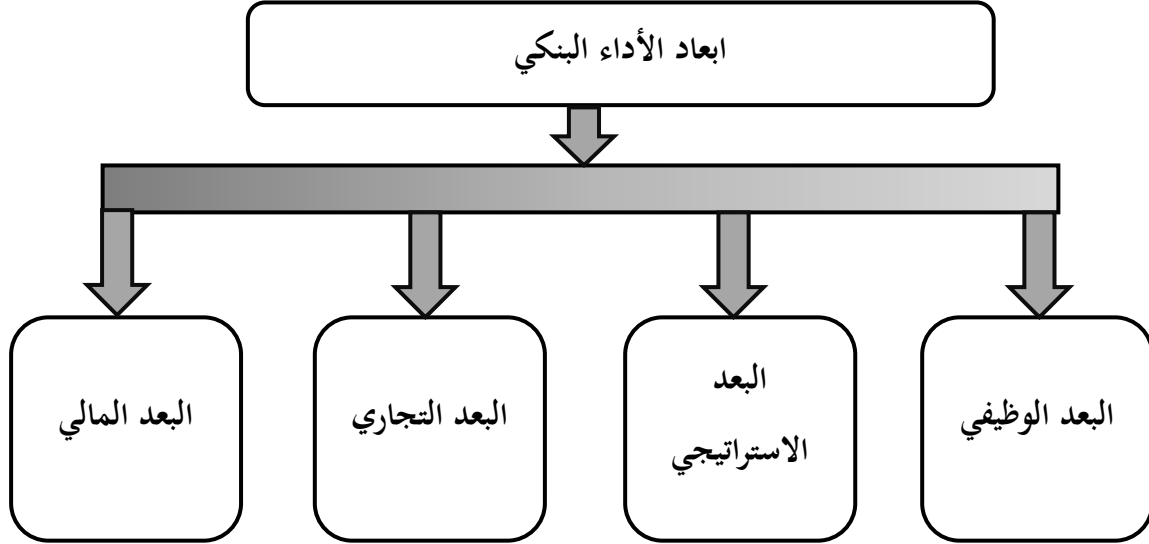 ابعاد الأداء البنكي
البعد الوظيفي
البعد
الاستراتيجي
البعد التجاري
البعد المالي